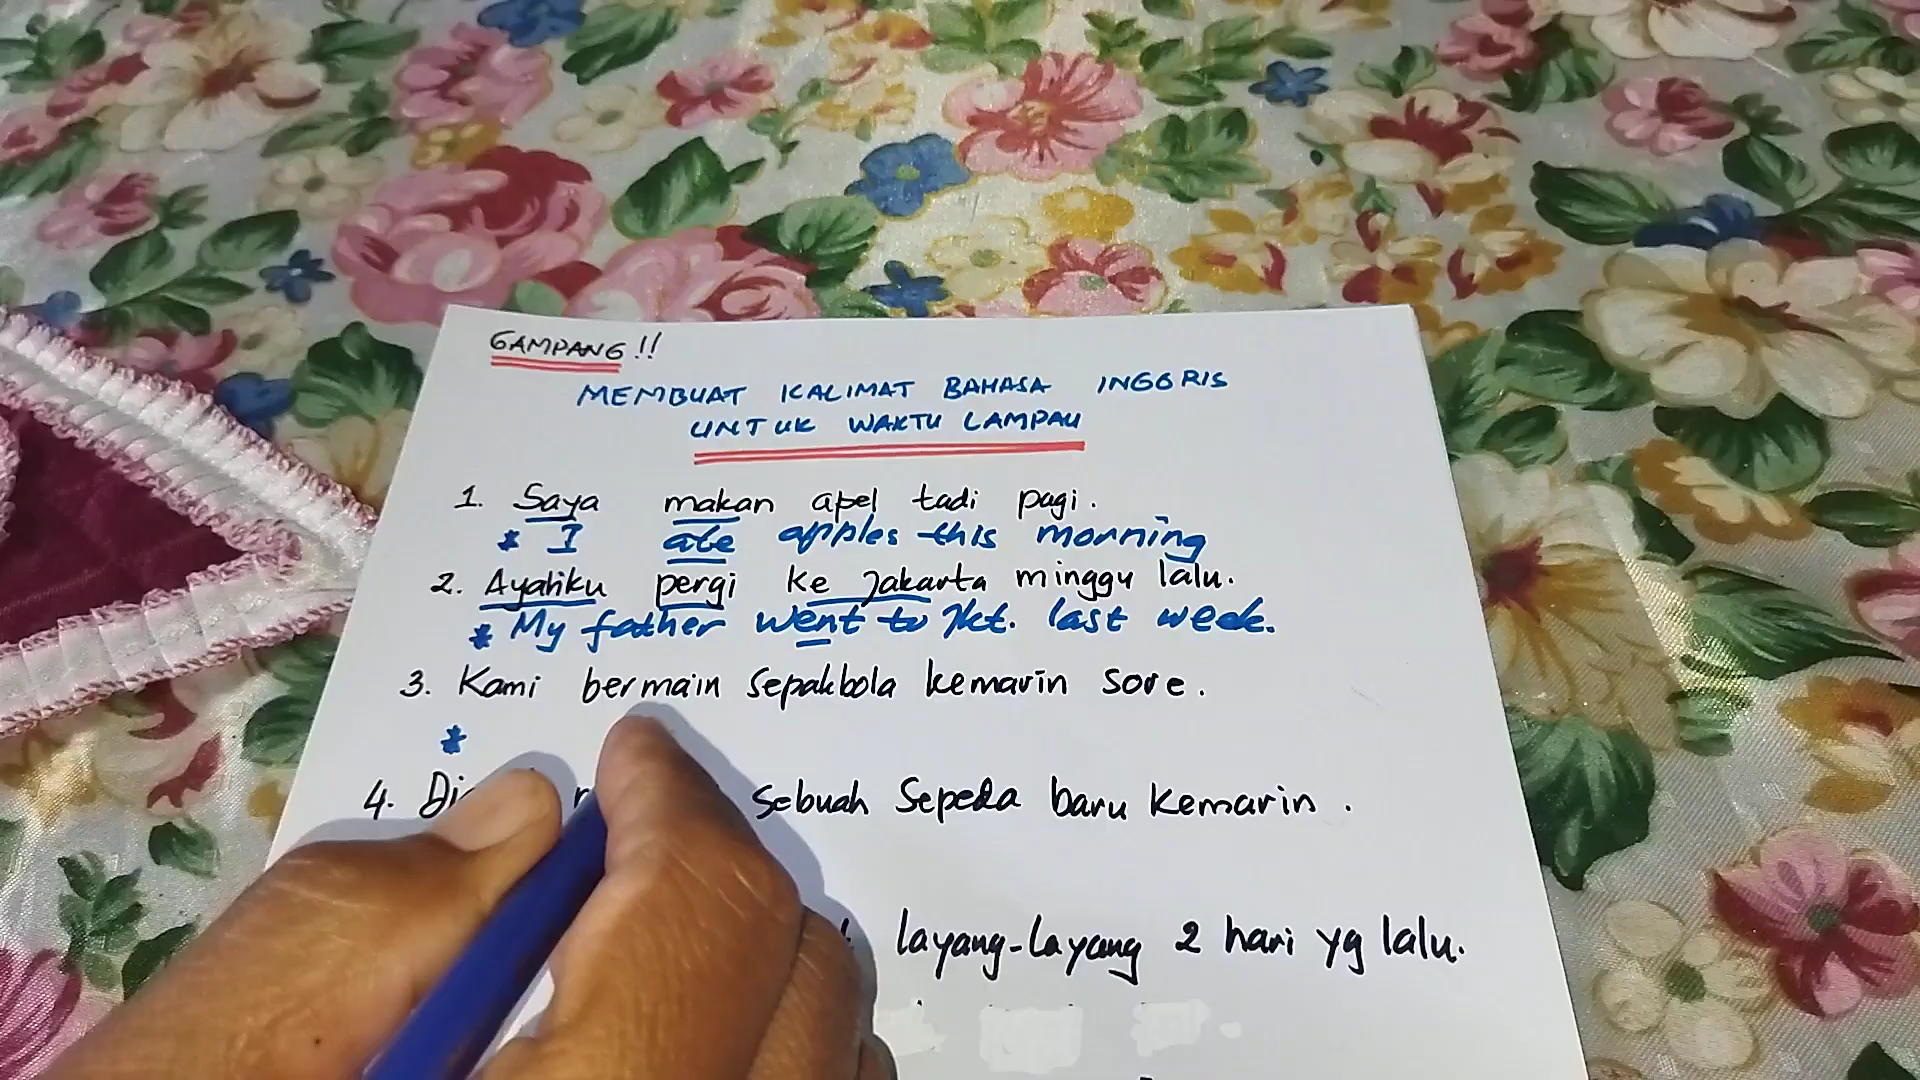 GAMPANG !!
MEMBUAT KALIMAT BAHASA INGGRIS
UNTUK WAKTU LAMPAU
1. Saya makan apel tadi pagi.
* I ate apples this morning
2. Ayahku pergi ke Jakarta minggu lalu.
* My father went to Jkt. last week.
3. Kami bermain sepakbola kemarin sore.
*
4. sebuah sepeda baru kemarin.
layang-layang 2 hari yg lalu.